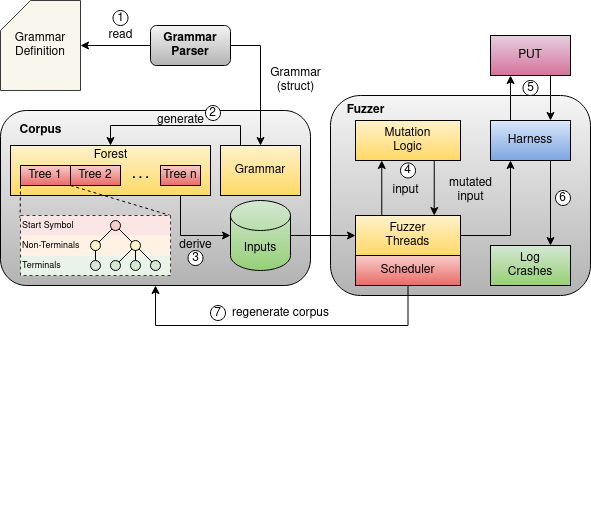 Grammar
Definition
1
read
Grammar
Parser
Grammar
(struct)
PUT
Corpus
generate
2
Forest
Tree 1
Tree 2
...
Tree n
Grammar
Start Symbol
Non-Terminals
Terminals
derive
3
Inputs
Fuzzer
Mutation
Logic
4
input
mutated
input
Fuzzer
Threads
Scheduler
5
Harness
6
Log
Crashes
7
regenerate corpus